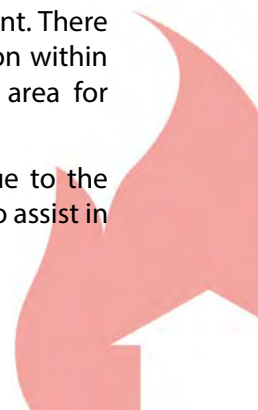 nt. There
on within
area for
ue to the
o assist in